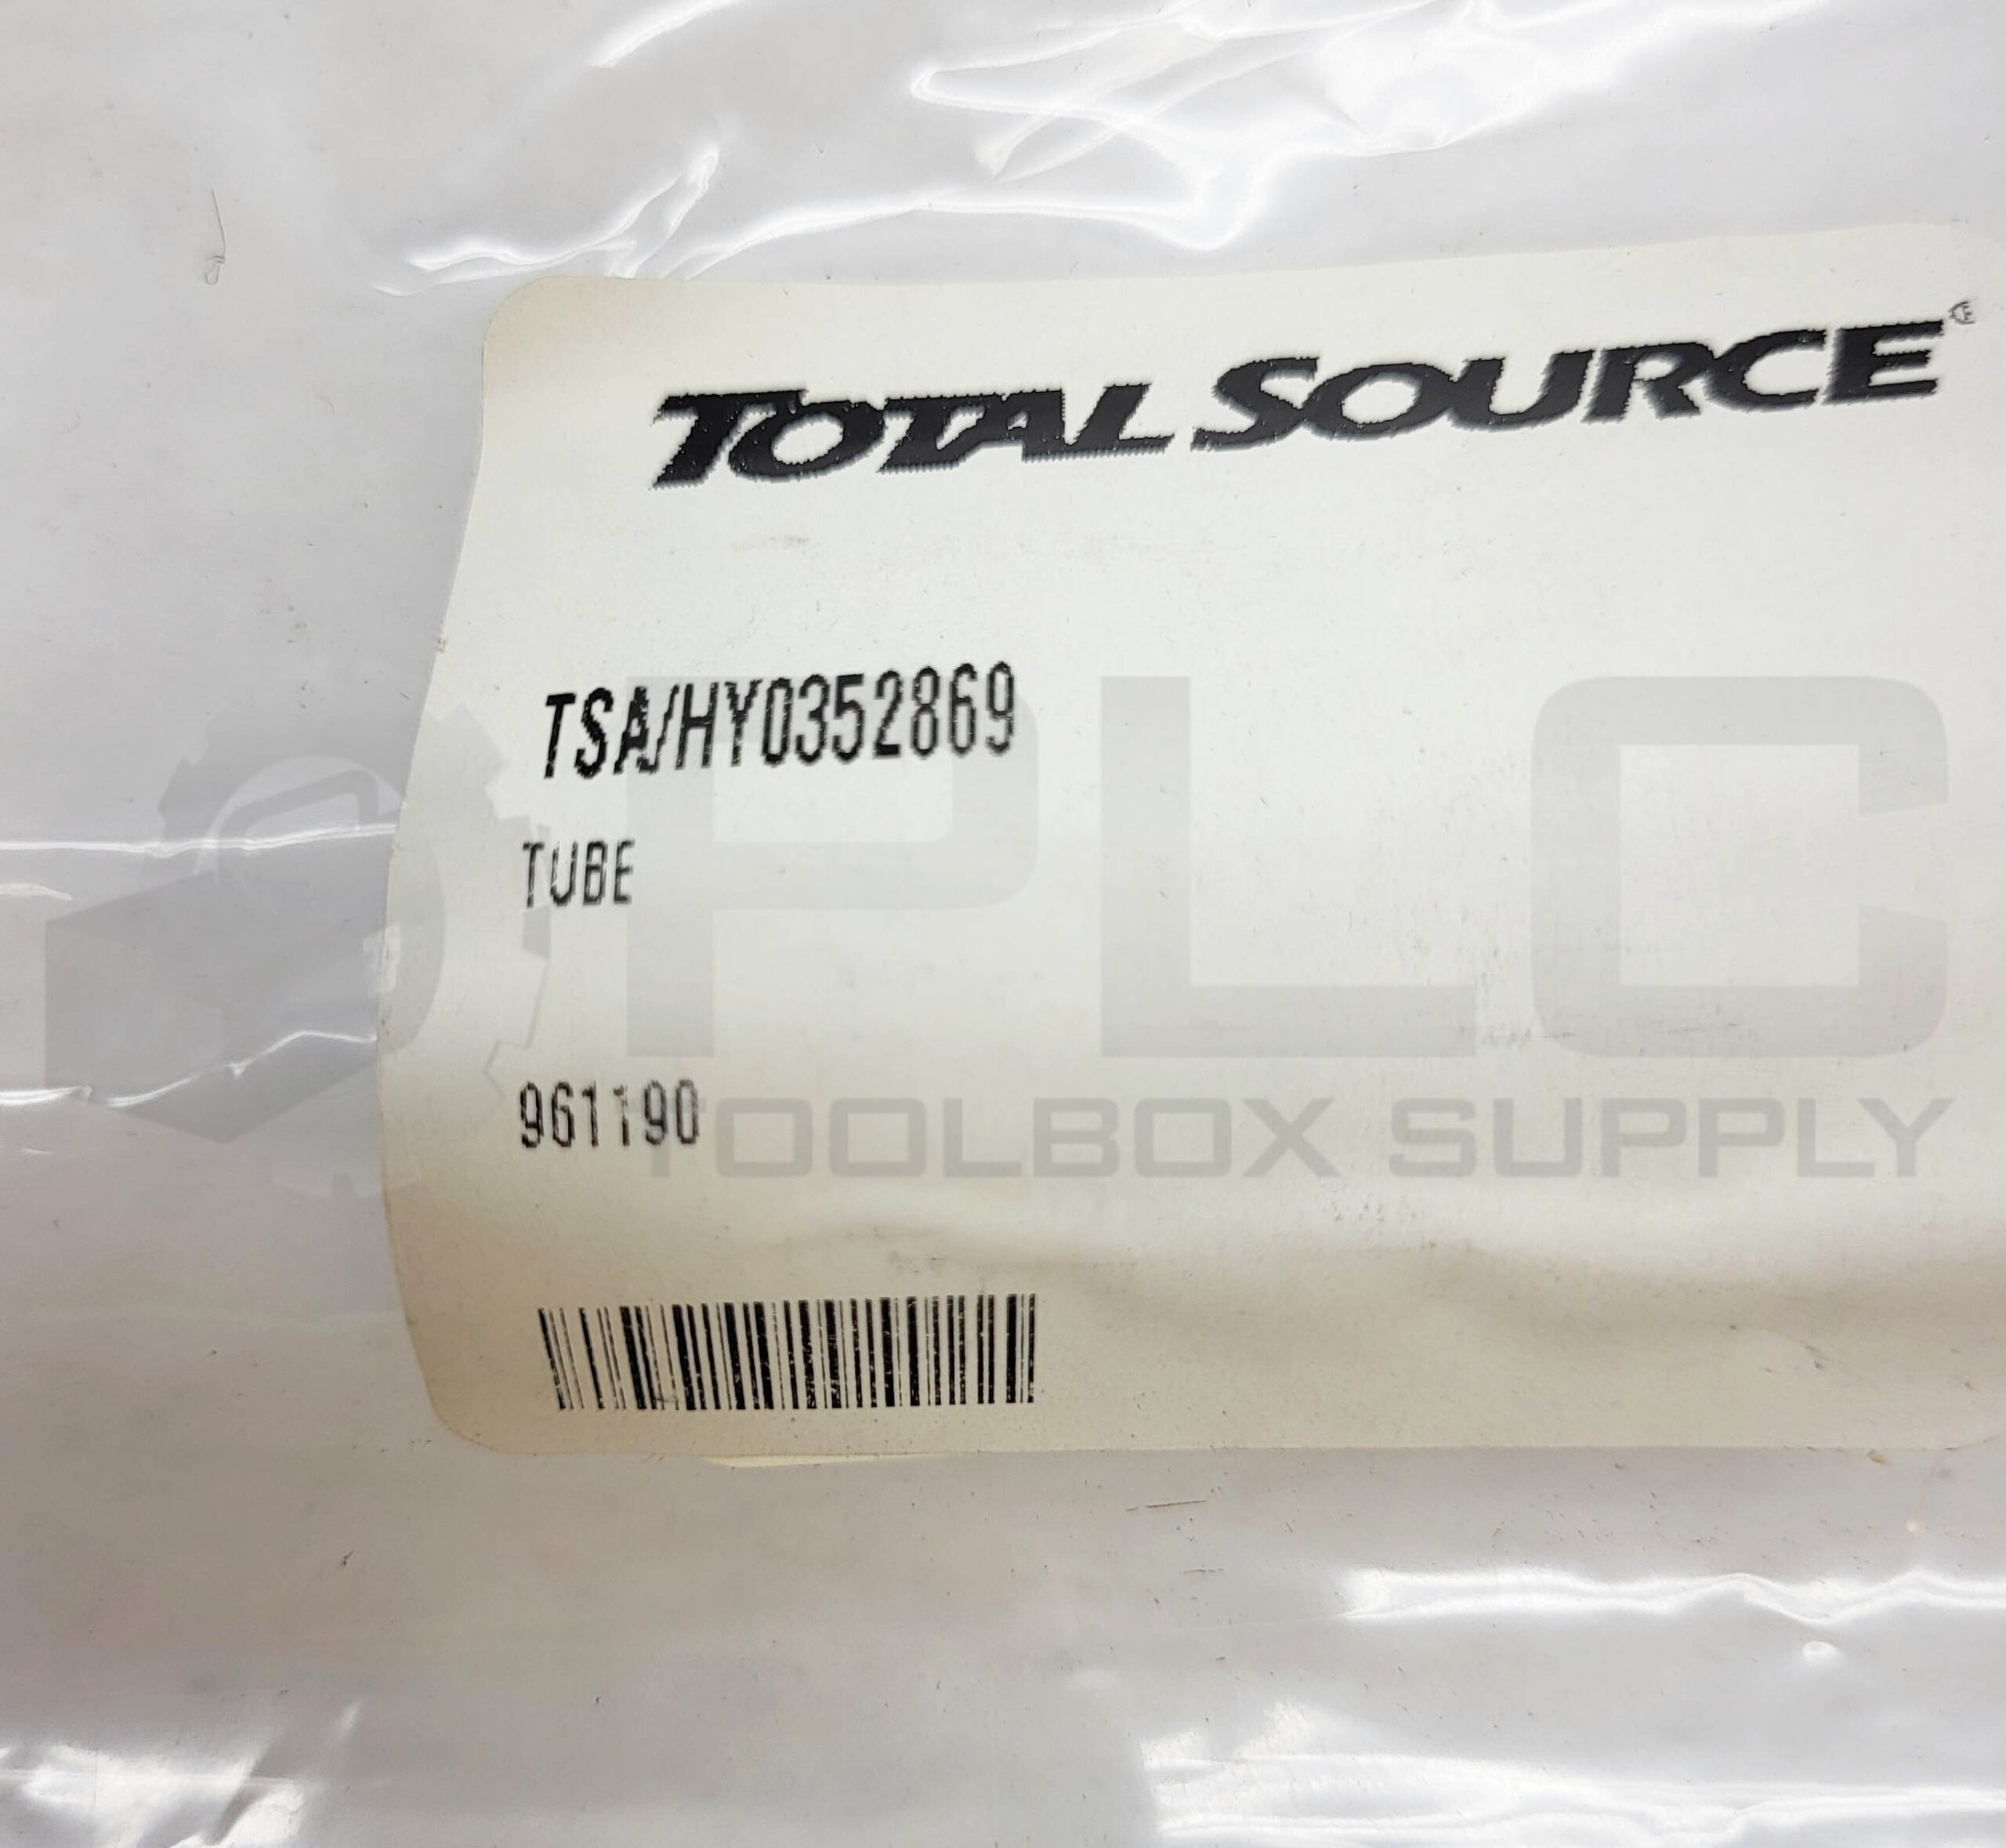 TOTAL SOURCE
TSA/HY0352869
TUBE
961190
PLC
TOOLBOX SUPPLY